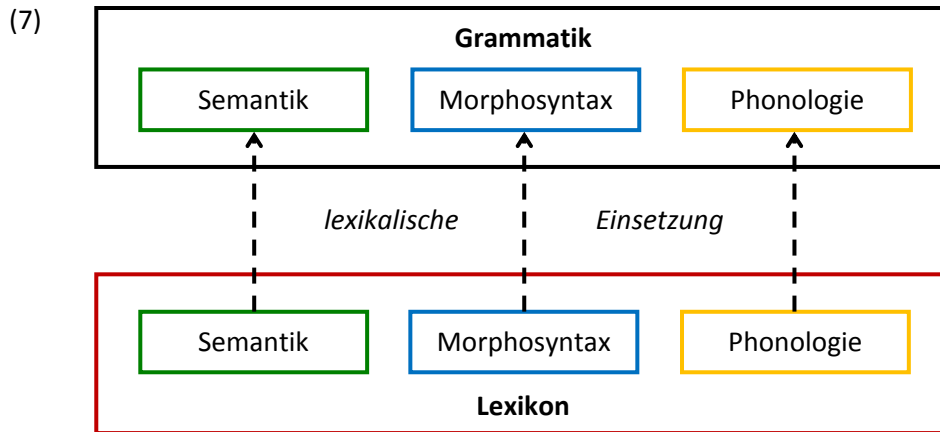 (7)
Grammatik
Semantik Morphosyntax Phonologie
lexikalische Einsetzung
Semantik Morphosyntax Phonologie
Lexikon